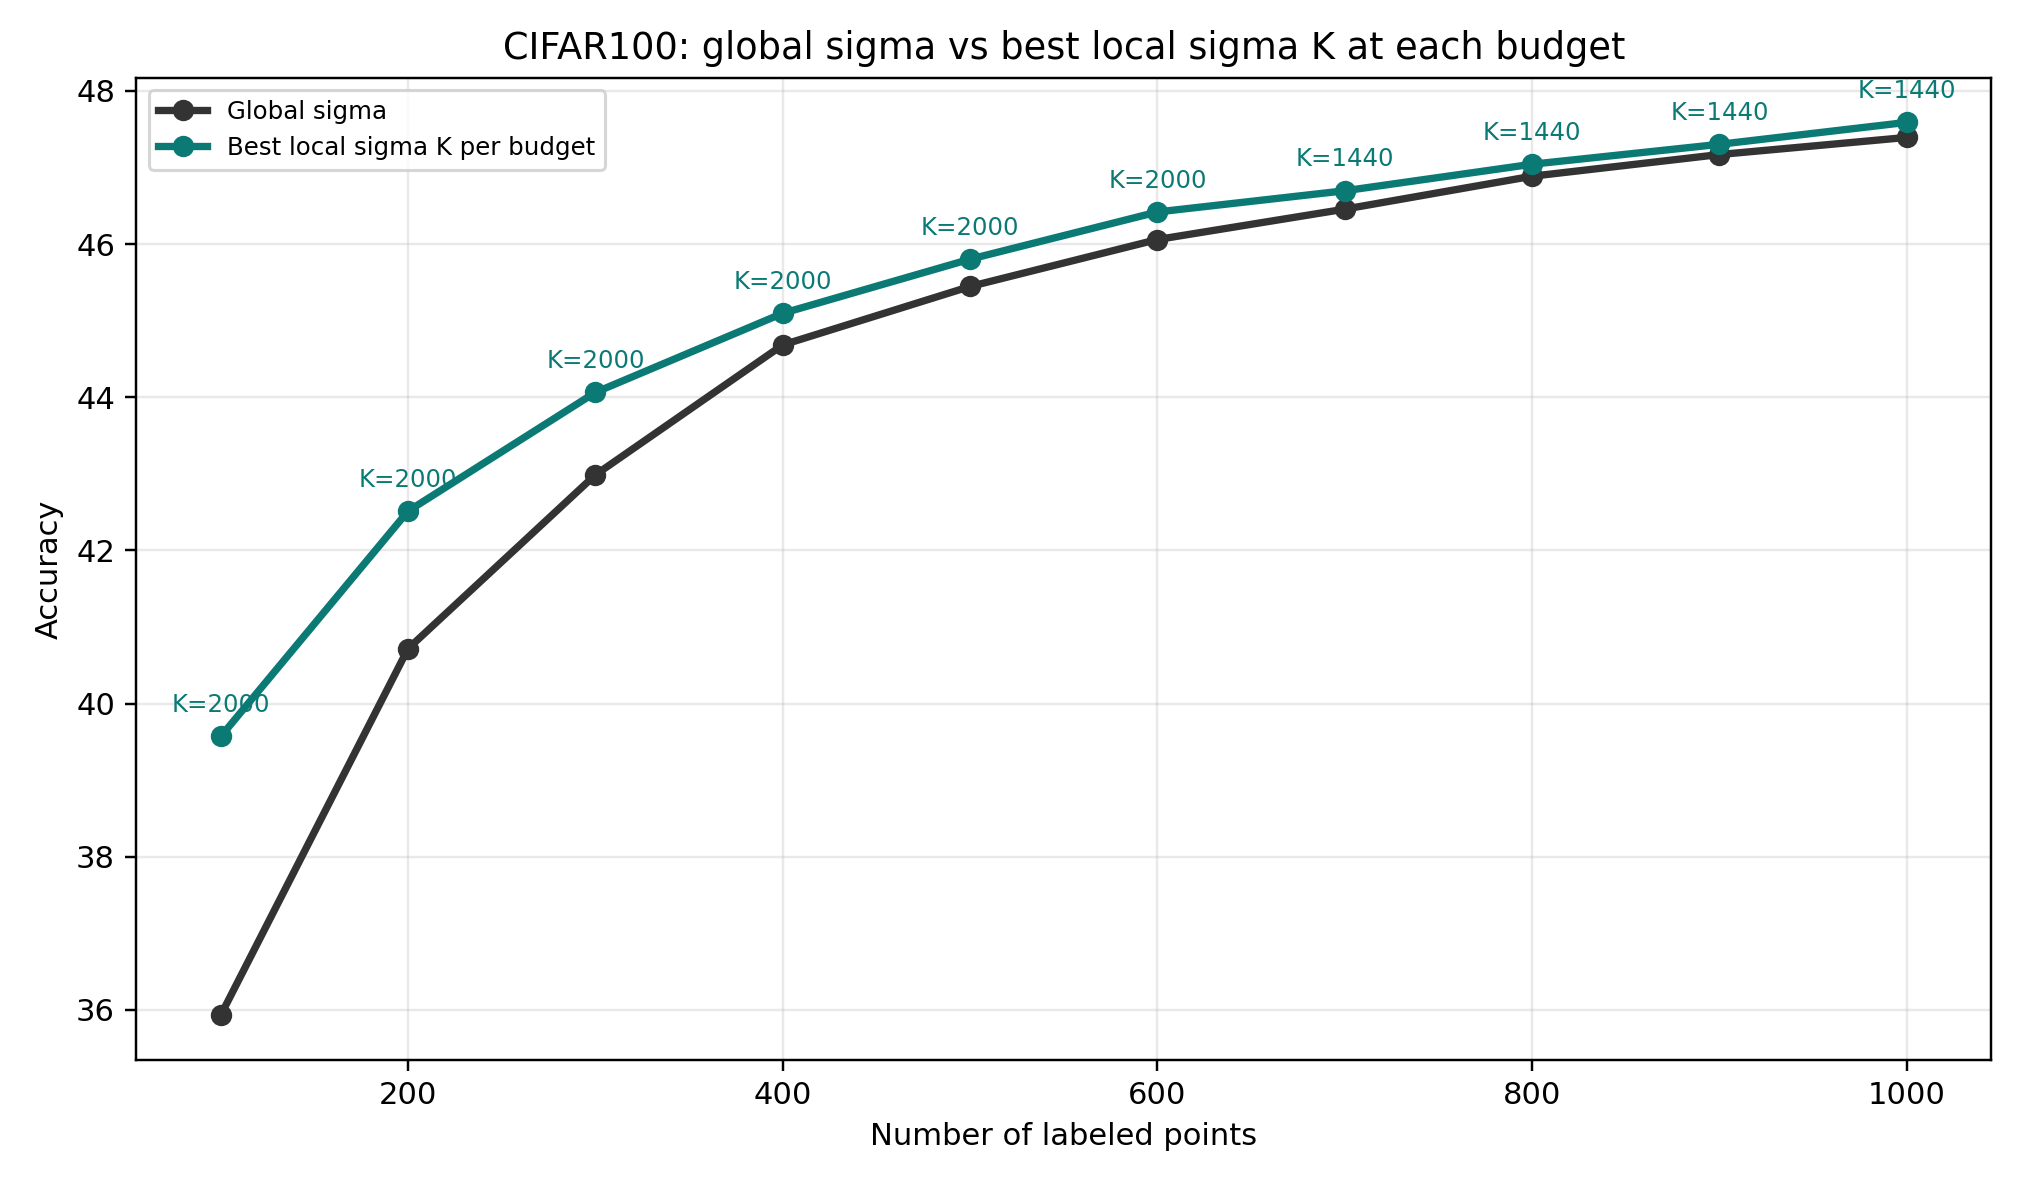 CIFAR100: global sigma vs best local sigma K at each budget
48
46
44
42
40
38
36
Accuracy
Global sigma
Best local sigma K per budget
K=2000
K=2000
K=2000
K=2000
K=2000
K=2000
K=1440
K=1440
K=1440
K=1440
200
400
600
800
1000
Number of labeled points